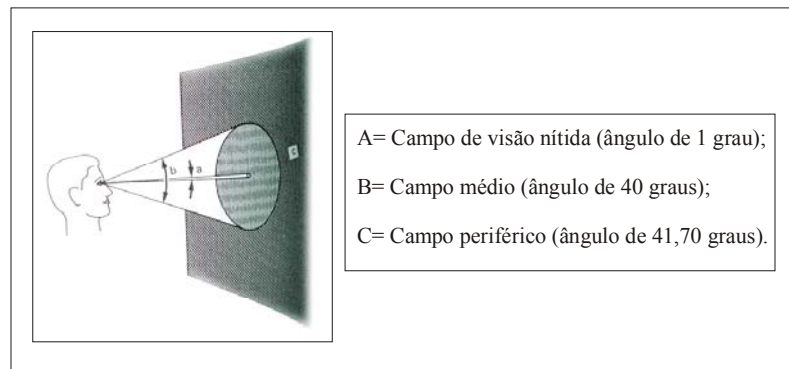 b
a
c
A= Campo de visão nítida (ângulo de 1 grau);
B= Campo médio (ângulo de 40 graus);
C= Campo periférico (ângulo de 41,70 graus).